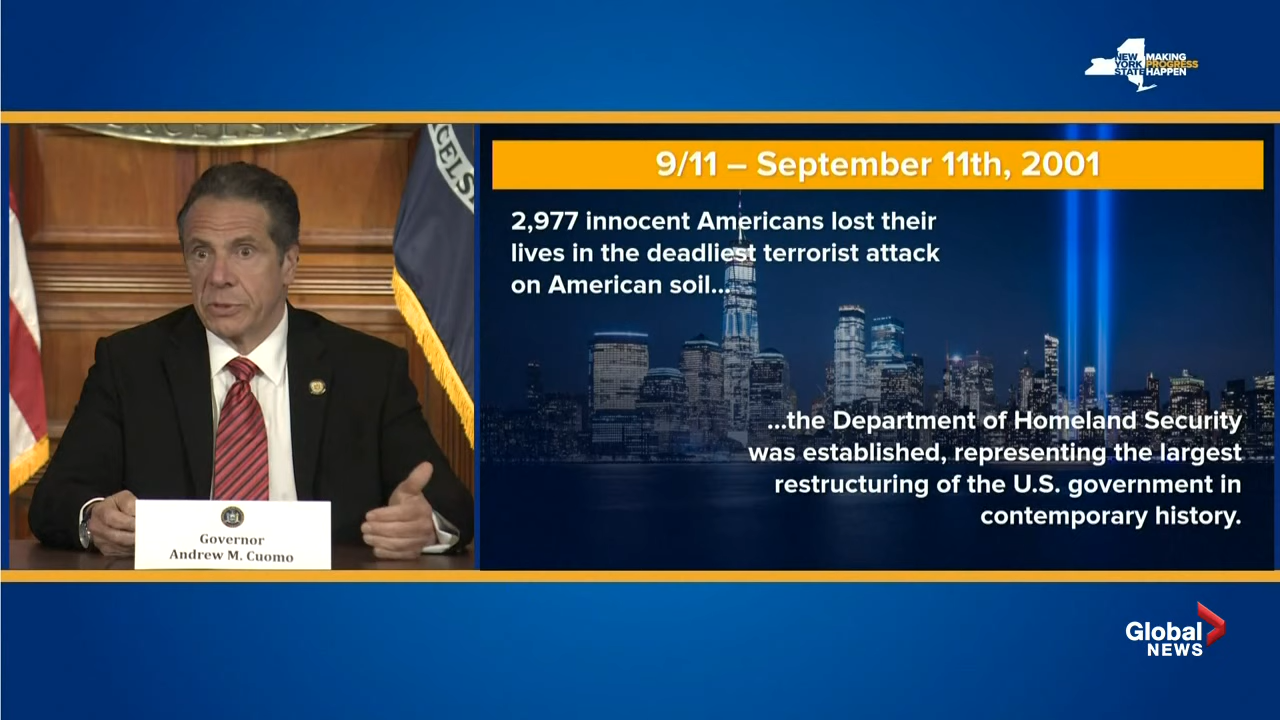 NEW
YORK
STATE
MAKING
PROGRESS
HAPPEN
EXCELSIOR
EXCELS
9/11 – September 11th, 2001
2,977 innocent Americans lost their
lives in the deadliest terrorist attack
on American soil...
...the Department of Homeland Security
was established, representing the largest
restructuring of the U.S. government in
contemporary history.
Governor
Andrew M. Cuomo
Global
NEWS